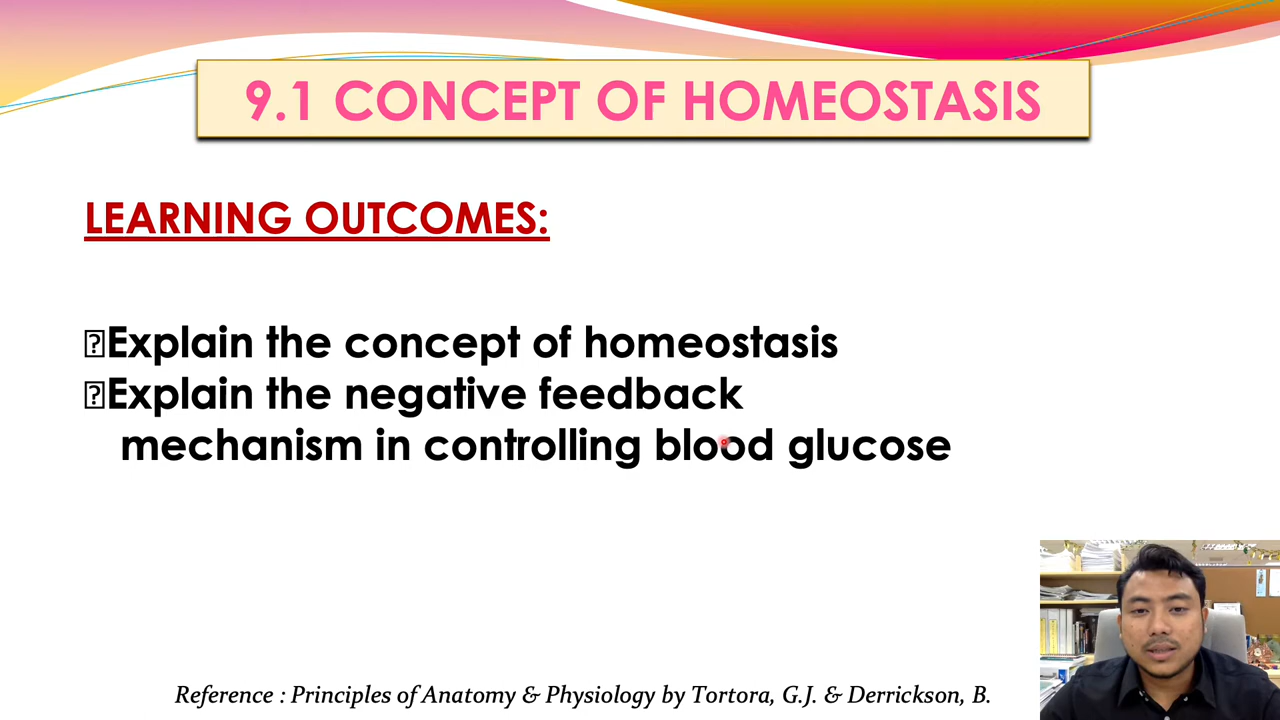 9.1 CONCEPT OF HOMEOSTASIS
LEARNING OUTCOMES:
Explain the concept of homeostasis
Explain the negative feedback
mechanism in controlling blood glucose
Reference : Principles of Anatomy & Physiology by Tortora, G.J. & Derrickson, B.